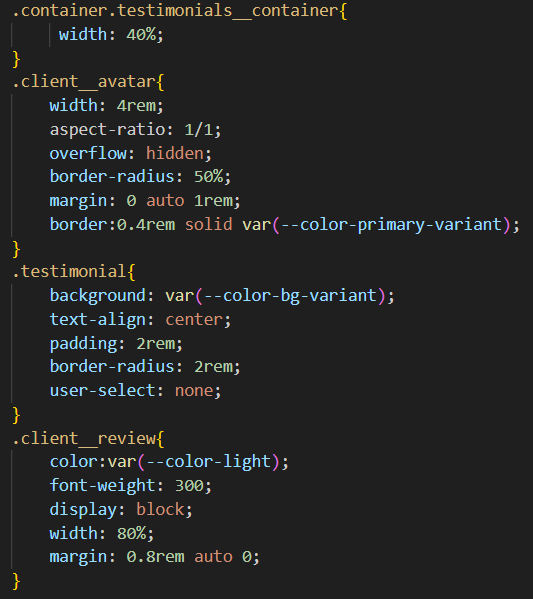 .container.testimonials__container{
    width: 40%;
}
.client__avatar{
    width: 4rem;
    aspect-ratio: 1/1;
    overflow: hidden;
    border-radius: 50%;
    margin: 0 auto 1rem;
    border:0.4rem solid var(--color-primary-variant);
}
.testimonial{
    background: var(--color-bg-variant);
    text-align: center;
    padding: 2rem;
    border-radius: 2rem;
    user-select: none;
}
.client__review{
    color:var(--color-light);
    font-weight: 300;
    display: block;
    width: 80%;
    margin: 0.8rem auto 0;
}